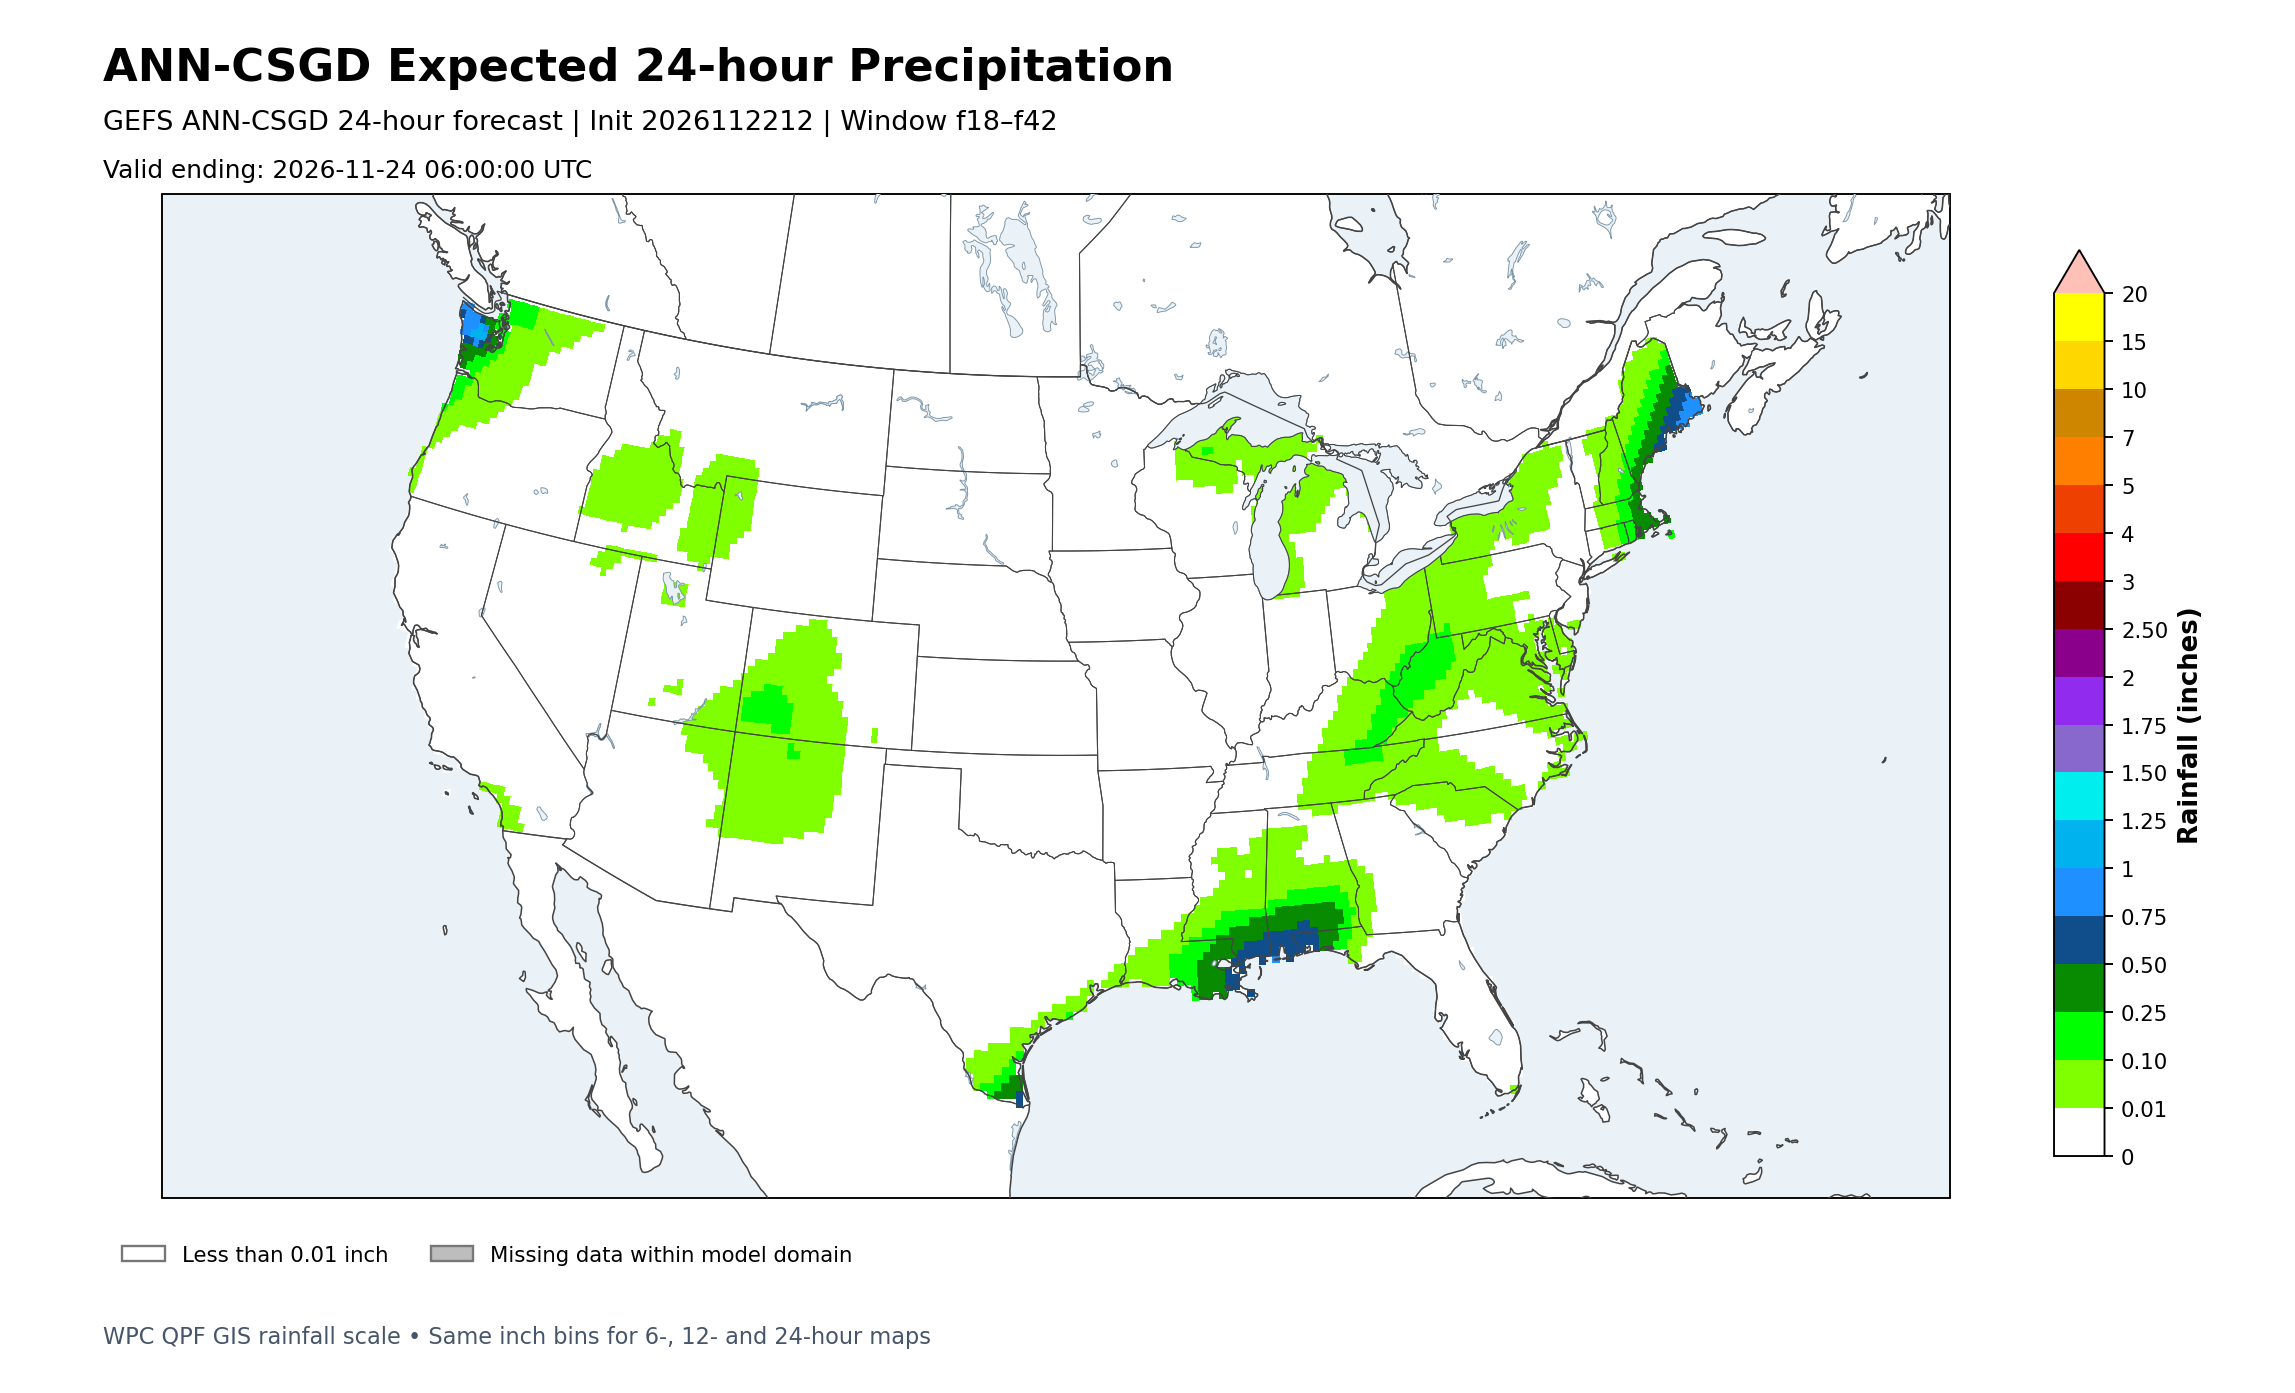 ANN-CSGD Expected 24-hour Precipitation
GEFS ANN-CSGD 24-hour forecast | Init 2026112212 | Window f18–f42
Valid ending: 2026-11-24 06:00:00 UTC
20
15
10
7
5
4
3
2.50
2
1.75
1.50
1.25
1
0.75
0.50
0.25
0.10
0.01
0
Rainfall (inches)
Less than 0.01 inch
Missing data within model domain
WPC QPF GIS rainfall scale • Same inch bins for 6-, 12- and 24-hour maps